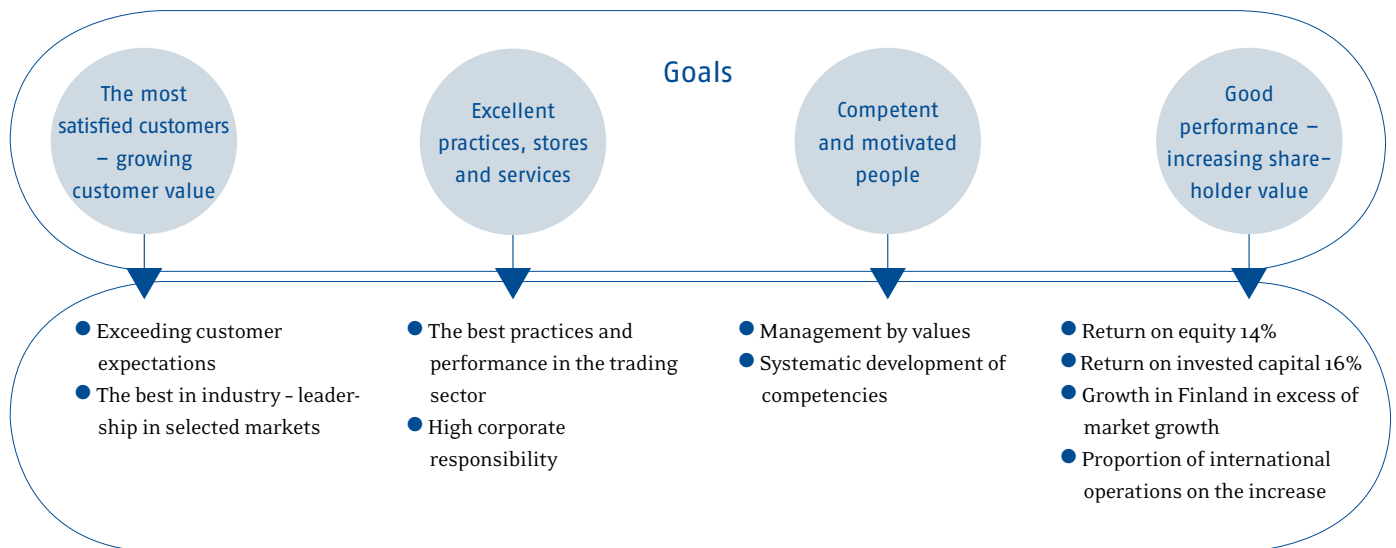 Goals
The most
satisfied customers
– growing
customer value
Excellent
practices, stores
and services
Competent
and motivated
people
Good
performance –
increasing share-
holder value
● Exceeding customer
expectations
● The best in industry – leader-
ship in selected markets
● The best practices and
performance in the trading
sector
● High corporate
responsibility
● Management by values
● Systematic development of
competencies
● Return on equity 14%
● Return on invested capital 16%
● Growth in Finland in excess of
market growth
● Proportion of international
operations on the increase